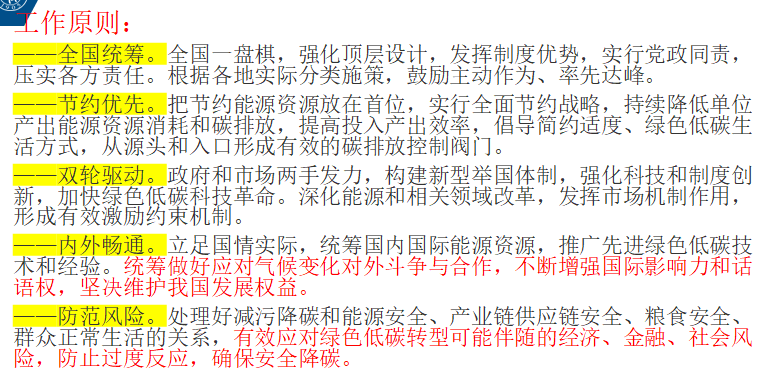 工作原则：
——全国统筹。全国一盘棋，强化顶层设计，发挥制度优势，实行党政同责，
压实各方责任。根据各地实际分类施策，鼓励主动作为、率先达峰。
——节约优先。把节约能源资源放在首位，实行全面节约战略，持续降低单位
产出能源资源消耗和碳排放，提高投入产出效率，倡导简约适度、绿色低碳生
活方式，从源头和入口形成有效的碳排放控制阀门。
——双轮驱动。政府和市场两手发力，构建新型举国体制，强化科技和制度创
新，加快绿色低碳科技革命。深化能源和相关领域改革，发挥市场机制作用，
形成有效激励约束机制。
——内外畅通。立足国情实际，统筹国内国际能源资源，推广先进绿色低碳技
术和经验。统筹做好应对气候变化对外斗争与合作，不断增强国际影响力和话
语权，坚决维护我国发展权益。
——防范风险。处理好减污降碳和能源安全、产业链供应链安全、粮食安全、
群众正常生活的关系，有效应对绿色低碳转型可能伴随的经济、金融、社会风
险，防止过度反应，确保安全降碳。